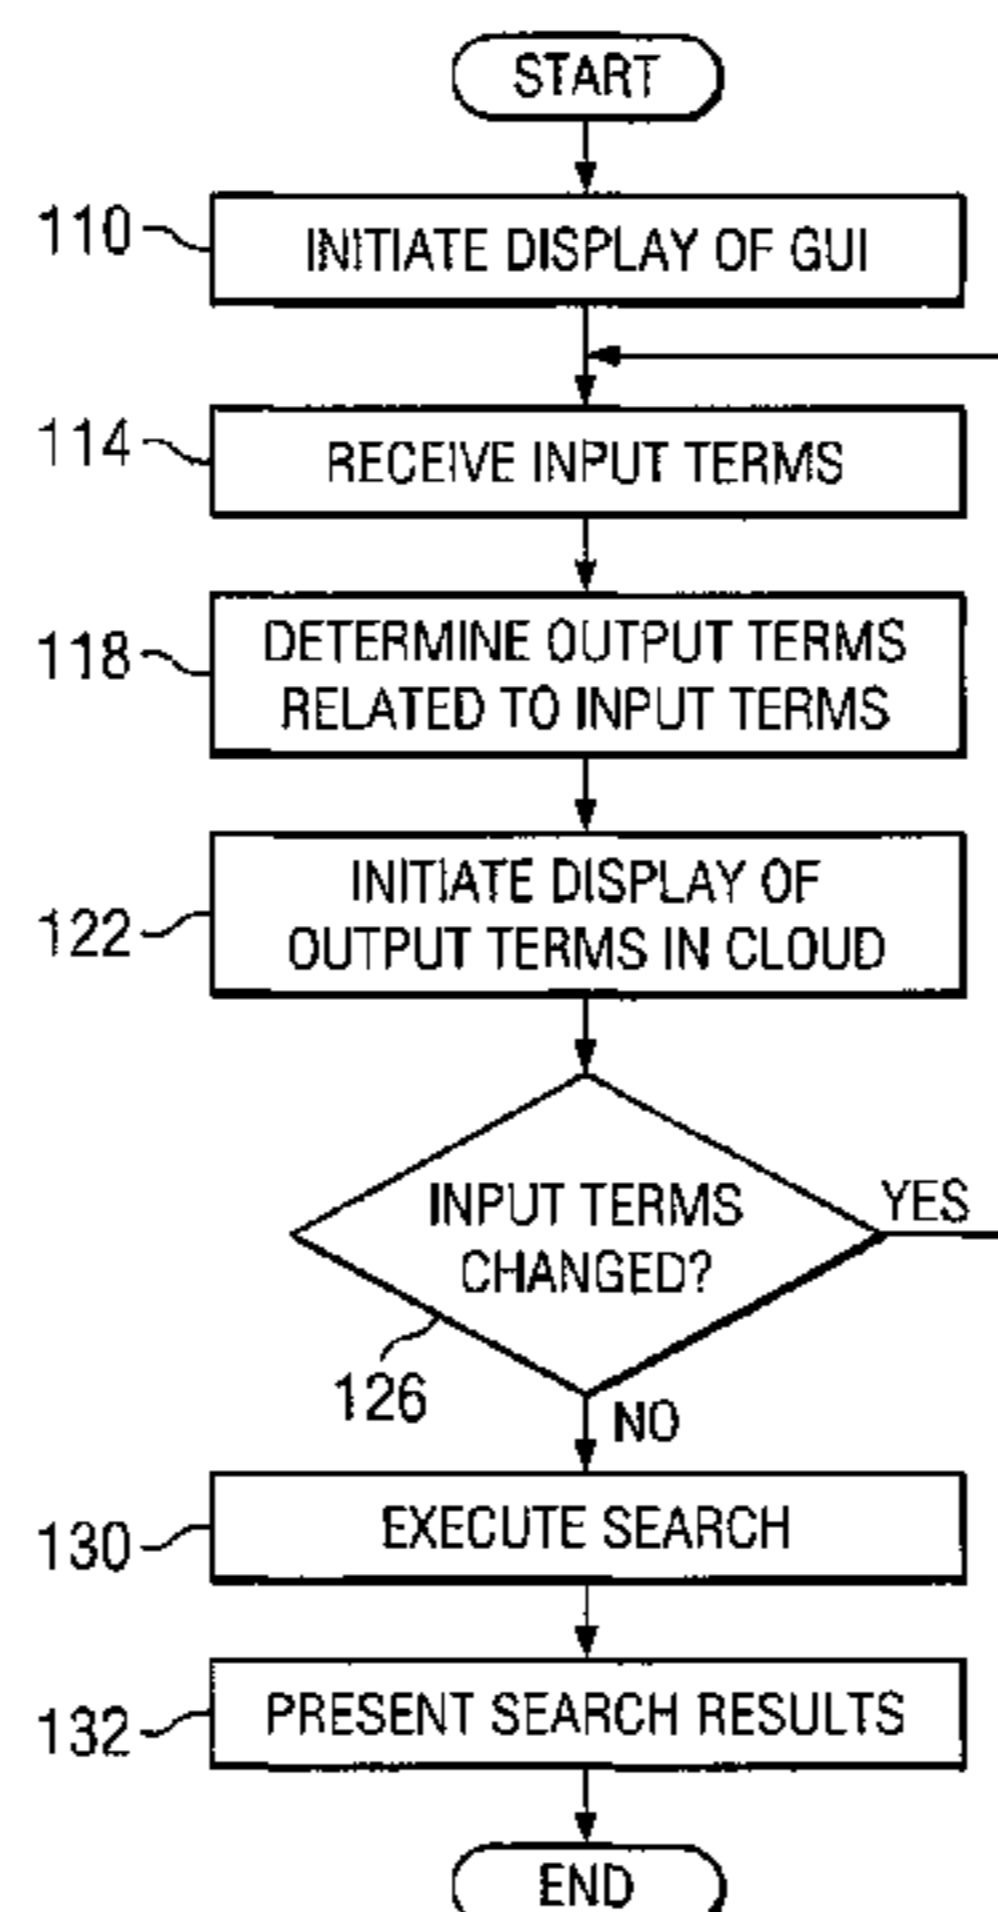 START
110
INITIATE DISPLAY OF GUI
114
RECEIVE INPUT TERMS
118
DETERMINE OUTPUT TERMS
RELATED TO INPUT TERMS
122
INITIATE DISPLAY OF
OUTPUT TERMS IN CLOUD
INPUT TERMS
CHANGED?
YES
126
NO
130
EXECUTE SEARCH
132
PRESENT SEARCH RESULTS
END